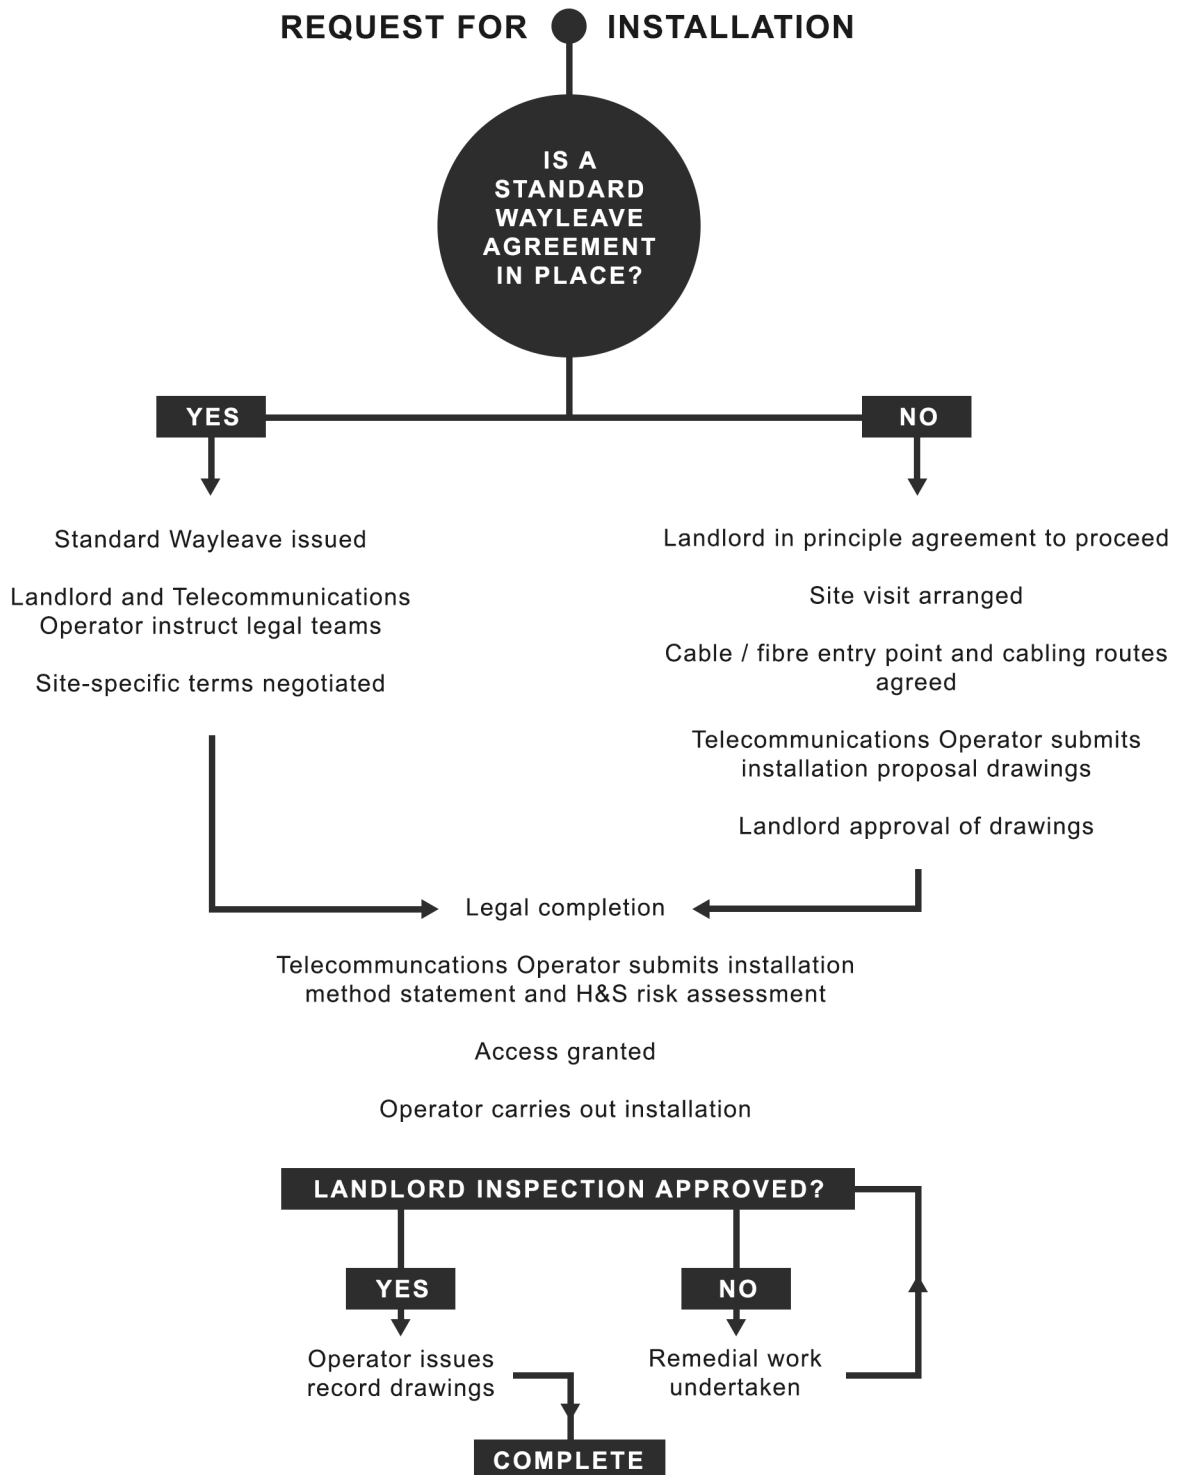 REQUEST FOR INSTALLATION
IS A
STANDARD
WAYLEAVE
AGREEMENT
IN PLACE?
YES
NO
Standard Wayleave issued
Landlord and Telecommunications
Operator instruct legal teams
Site-specific terms negotiated
Landlord in principle agreement to proceed
Site visit arranged
Cable / fibre entry point and cabling routes
agreed
Telecommunications Operator submits
installation proposal drawings
Landlord approval of drawings
Legal completion
Telecommuncations Operator submits installation
method statement and H&S risk assessment
Access granted
Operator carries out installation
LANDLORD INSPECTION APPROVED?
YES
NO
Operator issues
record drawings
Remedial work
undertaken
COMPLETE